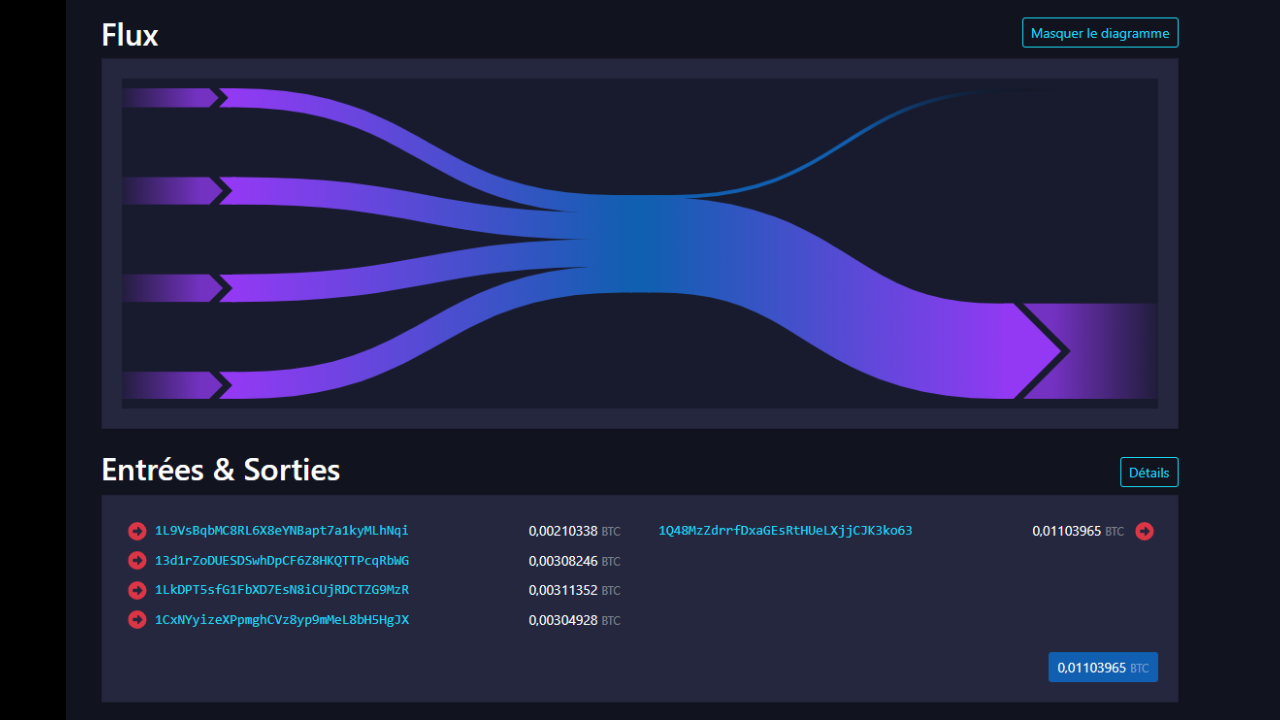 Flux
Masquer le diagramme
Entrées & Sorties
Détails
1L9VsBqbMC8RL6X8eYNBapt7a1kyMLhNqi 0,00210338 BTC 1Q48MzZdrrfDxaGEsRtHUeLXjjCJK3ko63 0,01103965 BTC
13d1rZoDUESDSwhDpCF6Z8HKQTTPcqRbWG 0,00308246 BTC
1LkDPT5sfG1FbXD7EsN8iCUjRDCTZG9MzR 0,00311352 BTC
1CxNYyizeXPpmghCVz8yp9mMeL8bH5HgJX 0,00304928 BTC
0,01103965 BTC